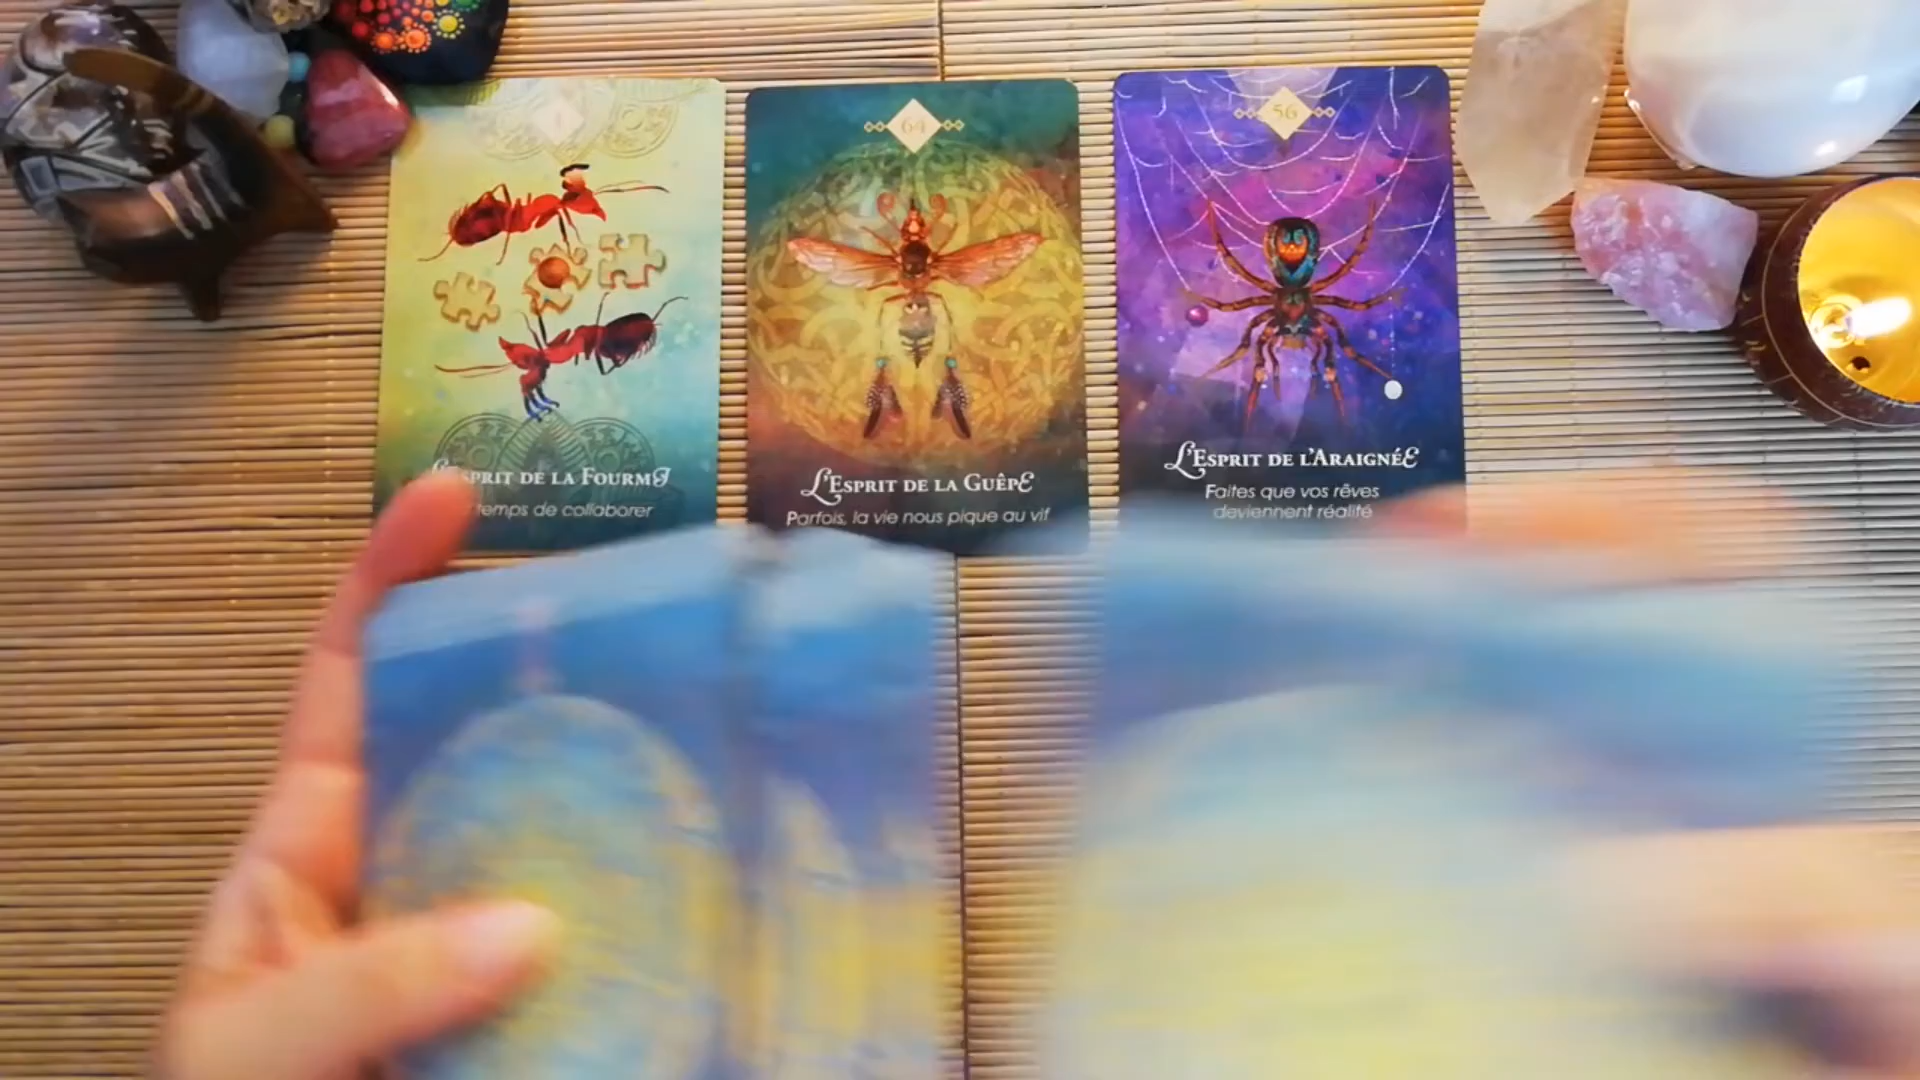 64
56
L'ESPRIT DE LA FOURMI
temps de collaborer
L'ESPRIT DE LA GUÊPE
Parfois, la vie nous pique au vif
L'ESPRIT DE L'ARAIGNÉE
Faites que vos rêves
deviennent réalité